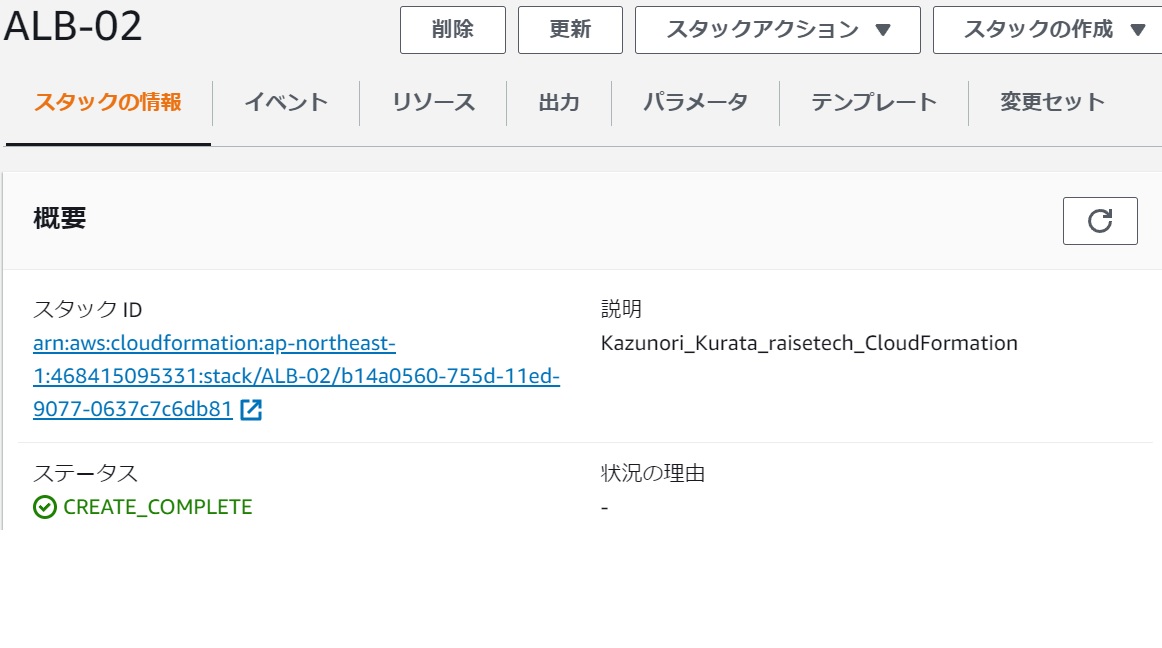 ALB-02
削除 更新 スタックアクション ▼ スタックの作成 ▼
スタックの情報 イベント リソース 出力 パラメータ テンプレート 変更セット
概要
スタック ID
arn:aws:cloudformation:ap-northeast-
1:468415095331:stack/ALB-02/b14a0560-755d-11ed-
9077-0637c7c6db81
説明
Kazunori_Kurata_raisetech_CloudFormation
ステータス
CREATE_COMPLETE
状況の理由
-